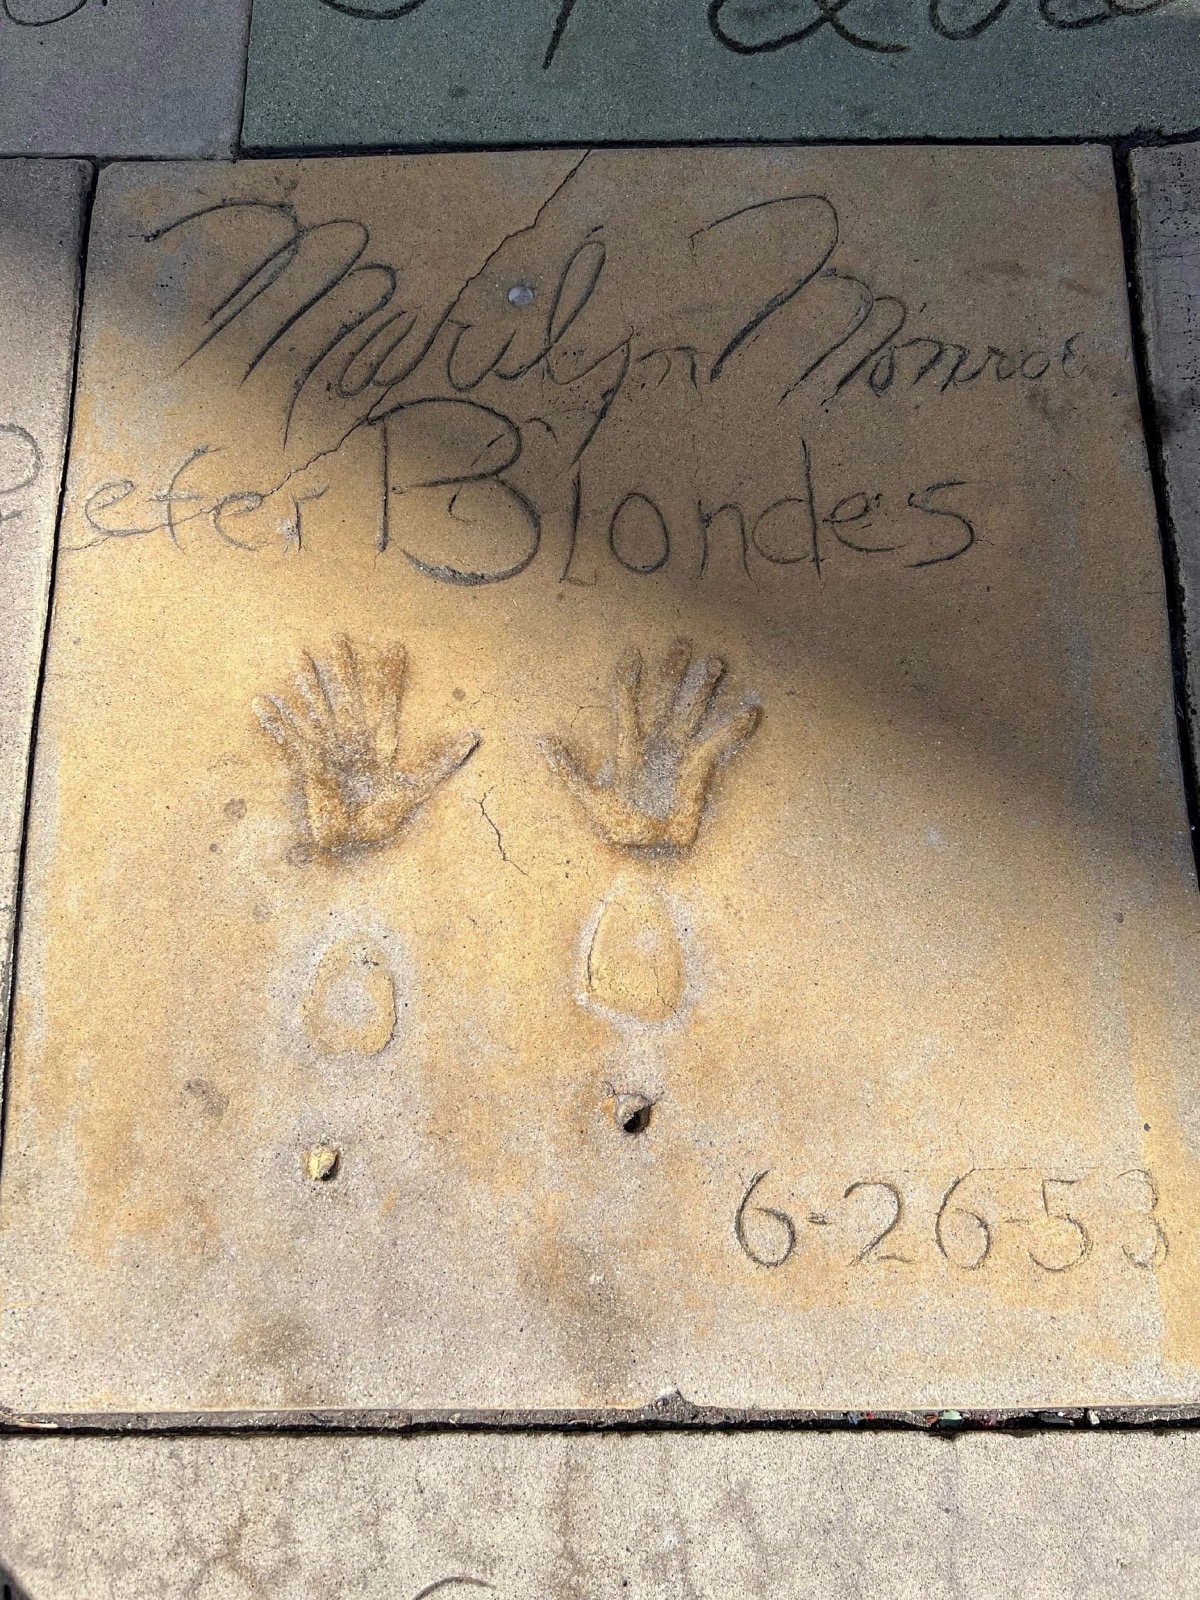 Marilyn Monroe
efer Blondes
6-26-53